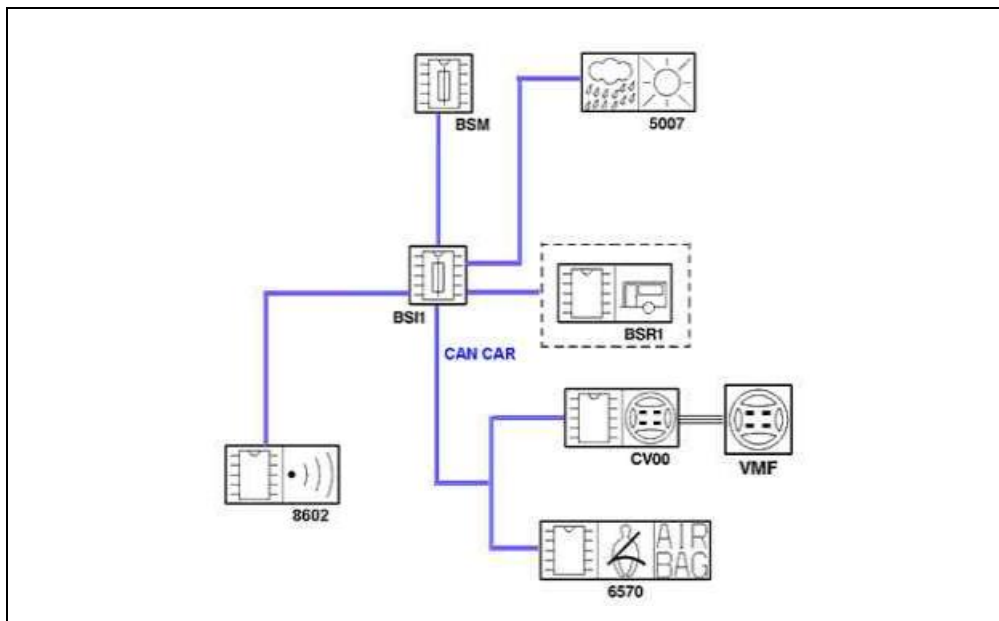 BSM
5007
BSI1
BSR1
CAN CAR
CV00
VMF
8602
AIR
BAG
6570